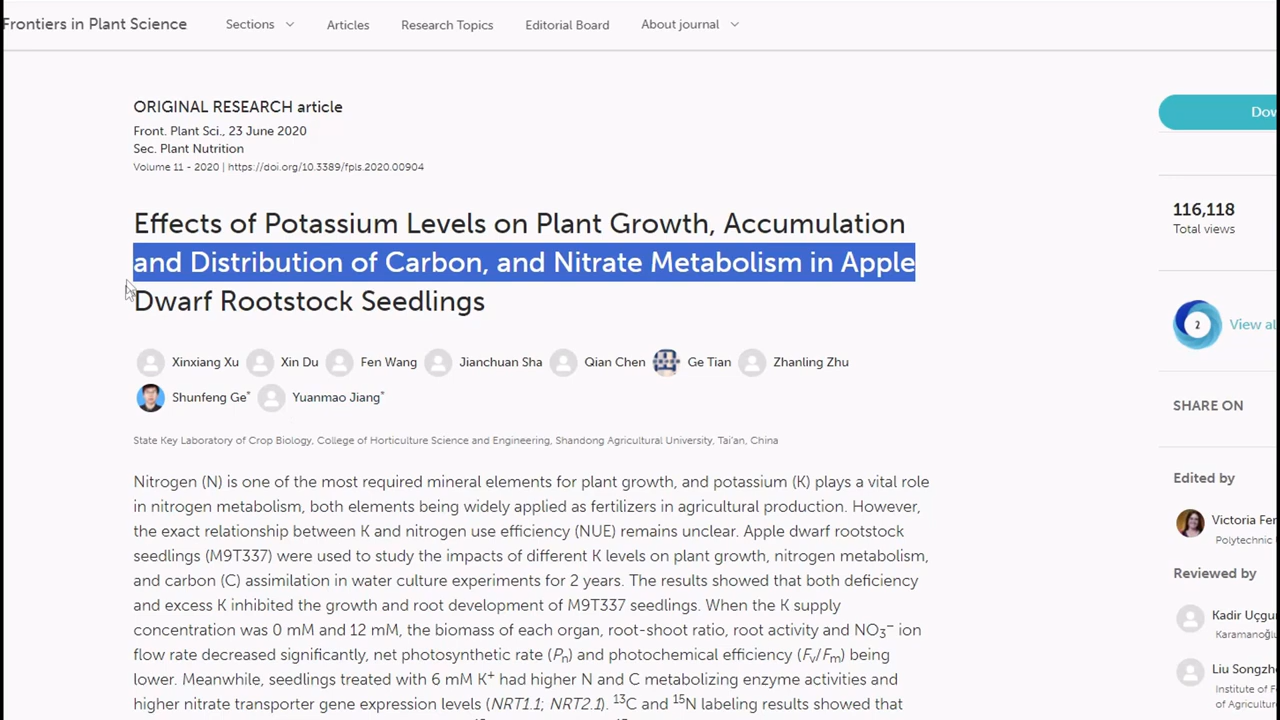 Frontiers in Plant Science
Sections
Articles
Research Topics
Editorial Board
About journal
ORIGINAL RESEARCH article
Front. Plant Sci., 23 June 2020
Sec. Plant Nutrition
Volume 11 - 2020 | https://doi.org/10.3389/fpls.2020.00904
Effects of Potassium Levels on Plant Growth, Accumulation
and Distribution of Carbon, and Nitrate Metabolism in Apple
Dwarf Rootstock Seedlings
Xinxiang Xu Xin Du Fen Wang Jianchuan Sha Qian Chen Ge Tian Zhanling Zhu
Shunfeng Ge* Yuanmao Jiang*
State Key Laboratory of Crop Biology, College of Horticulture Science and Engineering, Shandong Agricultural University, Tai'an, China
Nitrogen (N) is one of the most required mineral elements for plant growth, and potassium (K) plays a vital role
in nitrogen metabolism, both elements being widely applied as fertilizers in agricultural production. However,
the exact relationship between K and nitrogen use efficiency (NUE) remains unclear. Apple dwarf rootstock
seedlings (M9T337) were used to study the impacts of different K levels on plant growth, nitrogen metabolism,
and carbon (C) assimilation in water culture experiments for 2 years. The results showed that both deficiency
and excess K inhibited the growth and root development of M9T337 seedlings. When the K supply
concentration was 0 mM and 12 mM, the biomass of each organ, root-shoot ratio, root activity and NO₃⁻ ion
flow rate decreased significantly, net photosynthetic rate (Pₙ) and photochemical efficiency (Fᵥ/Fₘ) being
lower. Meanwhile, seedlings treated with 6 mM K⁺ had higher N and C metabolizing enzyme activities and
higher nitrate transporter gene expression levels (NRT1.1; NRT2.1). ¹³C and ¹⁵N labeling results showed that
Dov
116,118
Total views
2
View al
SHARE ON
Edited by
Victoria Fer
Polytechnic
Reviewed by
Kadir Uçgur
Karamanoğlu
Liu Songzh
Institute of F
of Agricultur